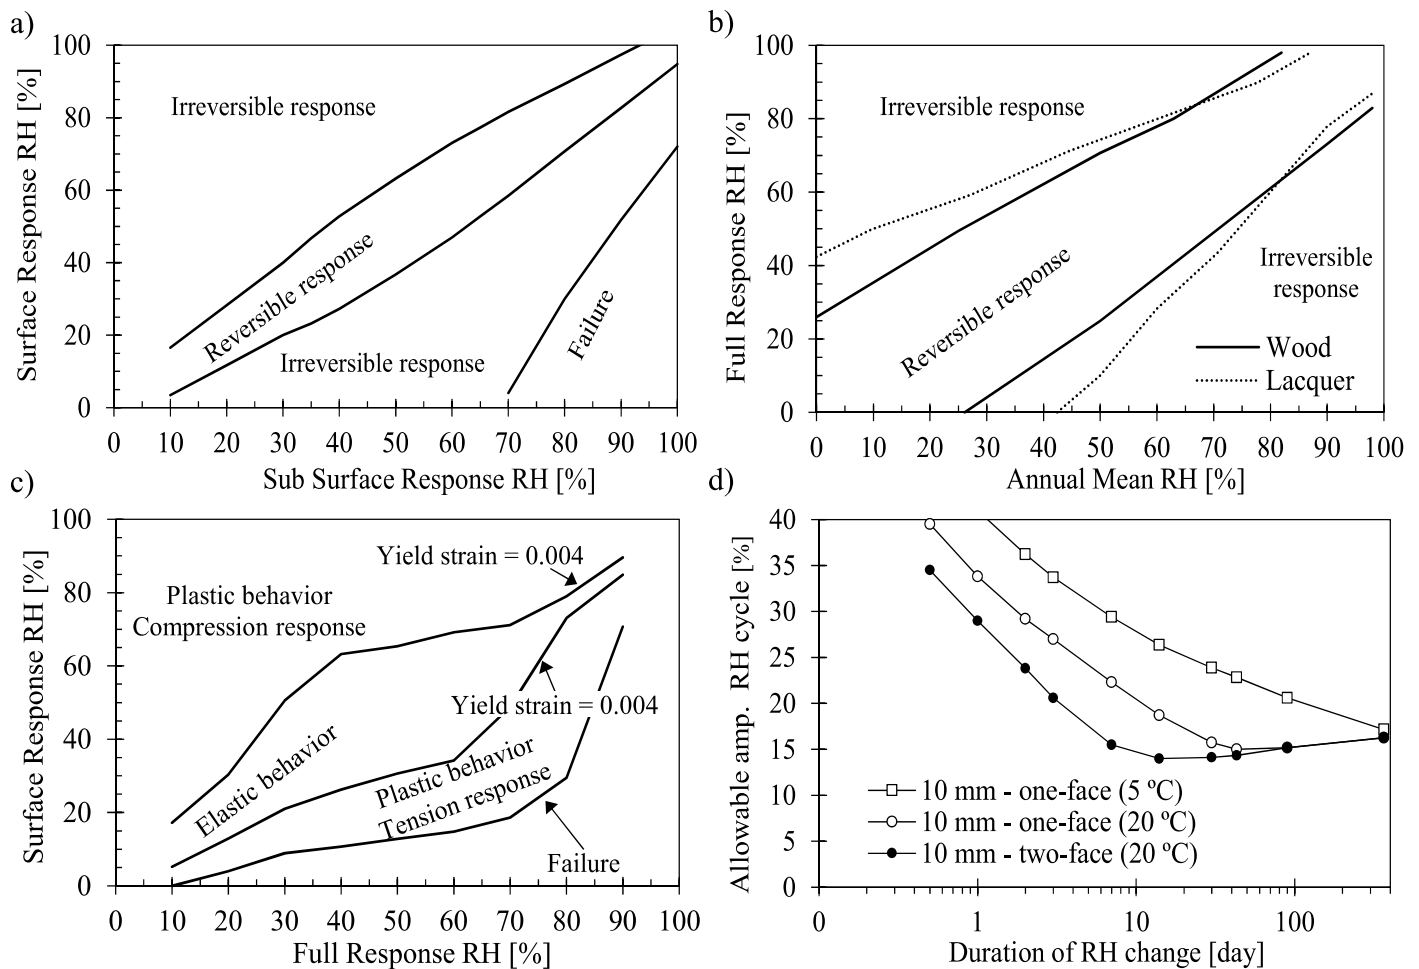 a)
Surface Response RH [%]
100
80
60
40
20
0
Irreversible response
Reversible response
Irreversible response
Failure
0 10 20 30 40 50 60 70 80 90 100
Sub Surface Response RH [%]
b)
Full Response RH [%]
100
80
60
40
20
0
Irreversible response
Reversible response
Irreversible
response
Wood
Lacquer
0 10 20 30 40 50 60 70 80 90 100
Annual Mean RH [%]
c)
Surface Response RH [%]
100
80
60
40
20
0
Yield strain = 0.004
Plastic behavior
Compression response
Yield strain = 0.004
Elastic behavior
Plastic behavior
Tension response
Failure
0 10 20 30 40 50 60 70 80 90 100
Full Response RH [%]
d)
Allowable amp. RH cycle [%]
40
35
30
25
20
15
10
5
0
10 mm - one-face (5 ºC)
10 mm - one-face (20 ºC)
10 mm - two-face (20 ºC)
0 1 10 100
Duration of RH change [day]